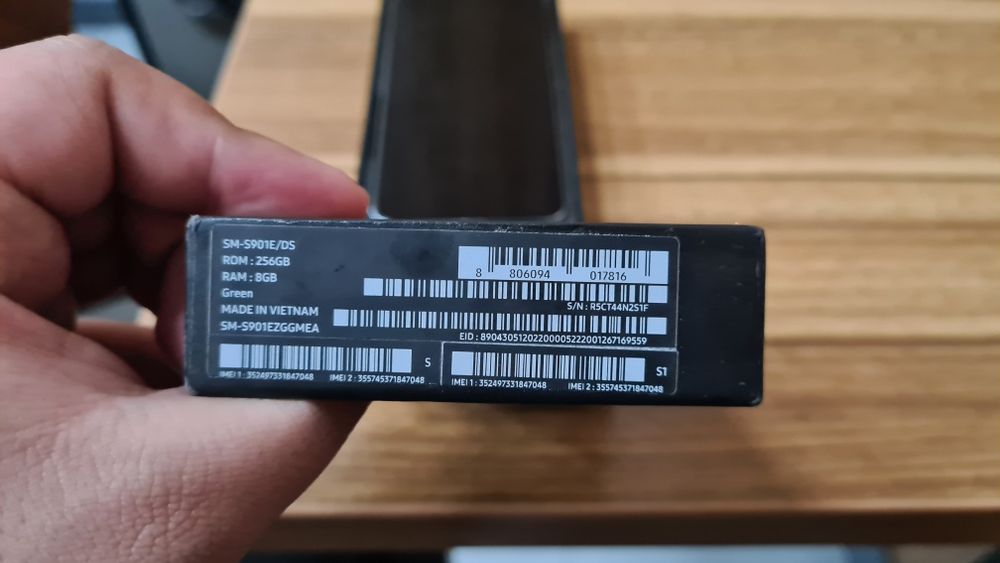 SM-S901E/DS
ROM : 256GB
RAM : 8GB
Green
MADE IN VIETNAM
SM-S901EZGGMEA
8 806094 017816
S/N : R5CT44N2S1F
EID : 89043051202200005222001267169559
S
IMEI 1 : 352497331847048 IMEI 2 : 355745371847048
S1
IMEI 1 : 352497331847048 IMEI 2 : 355745371847048